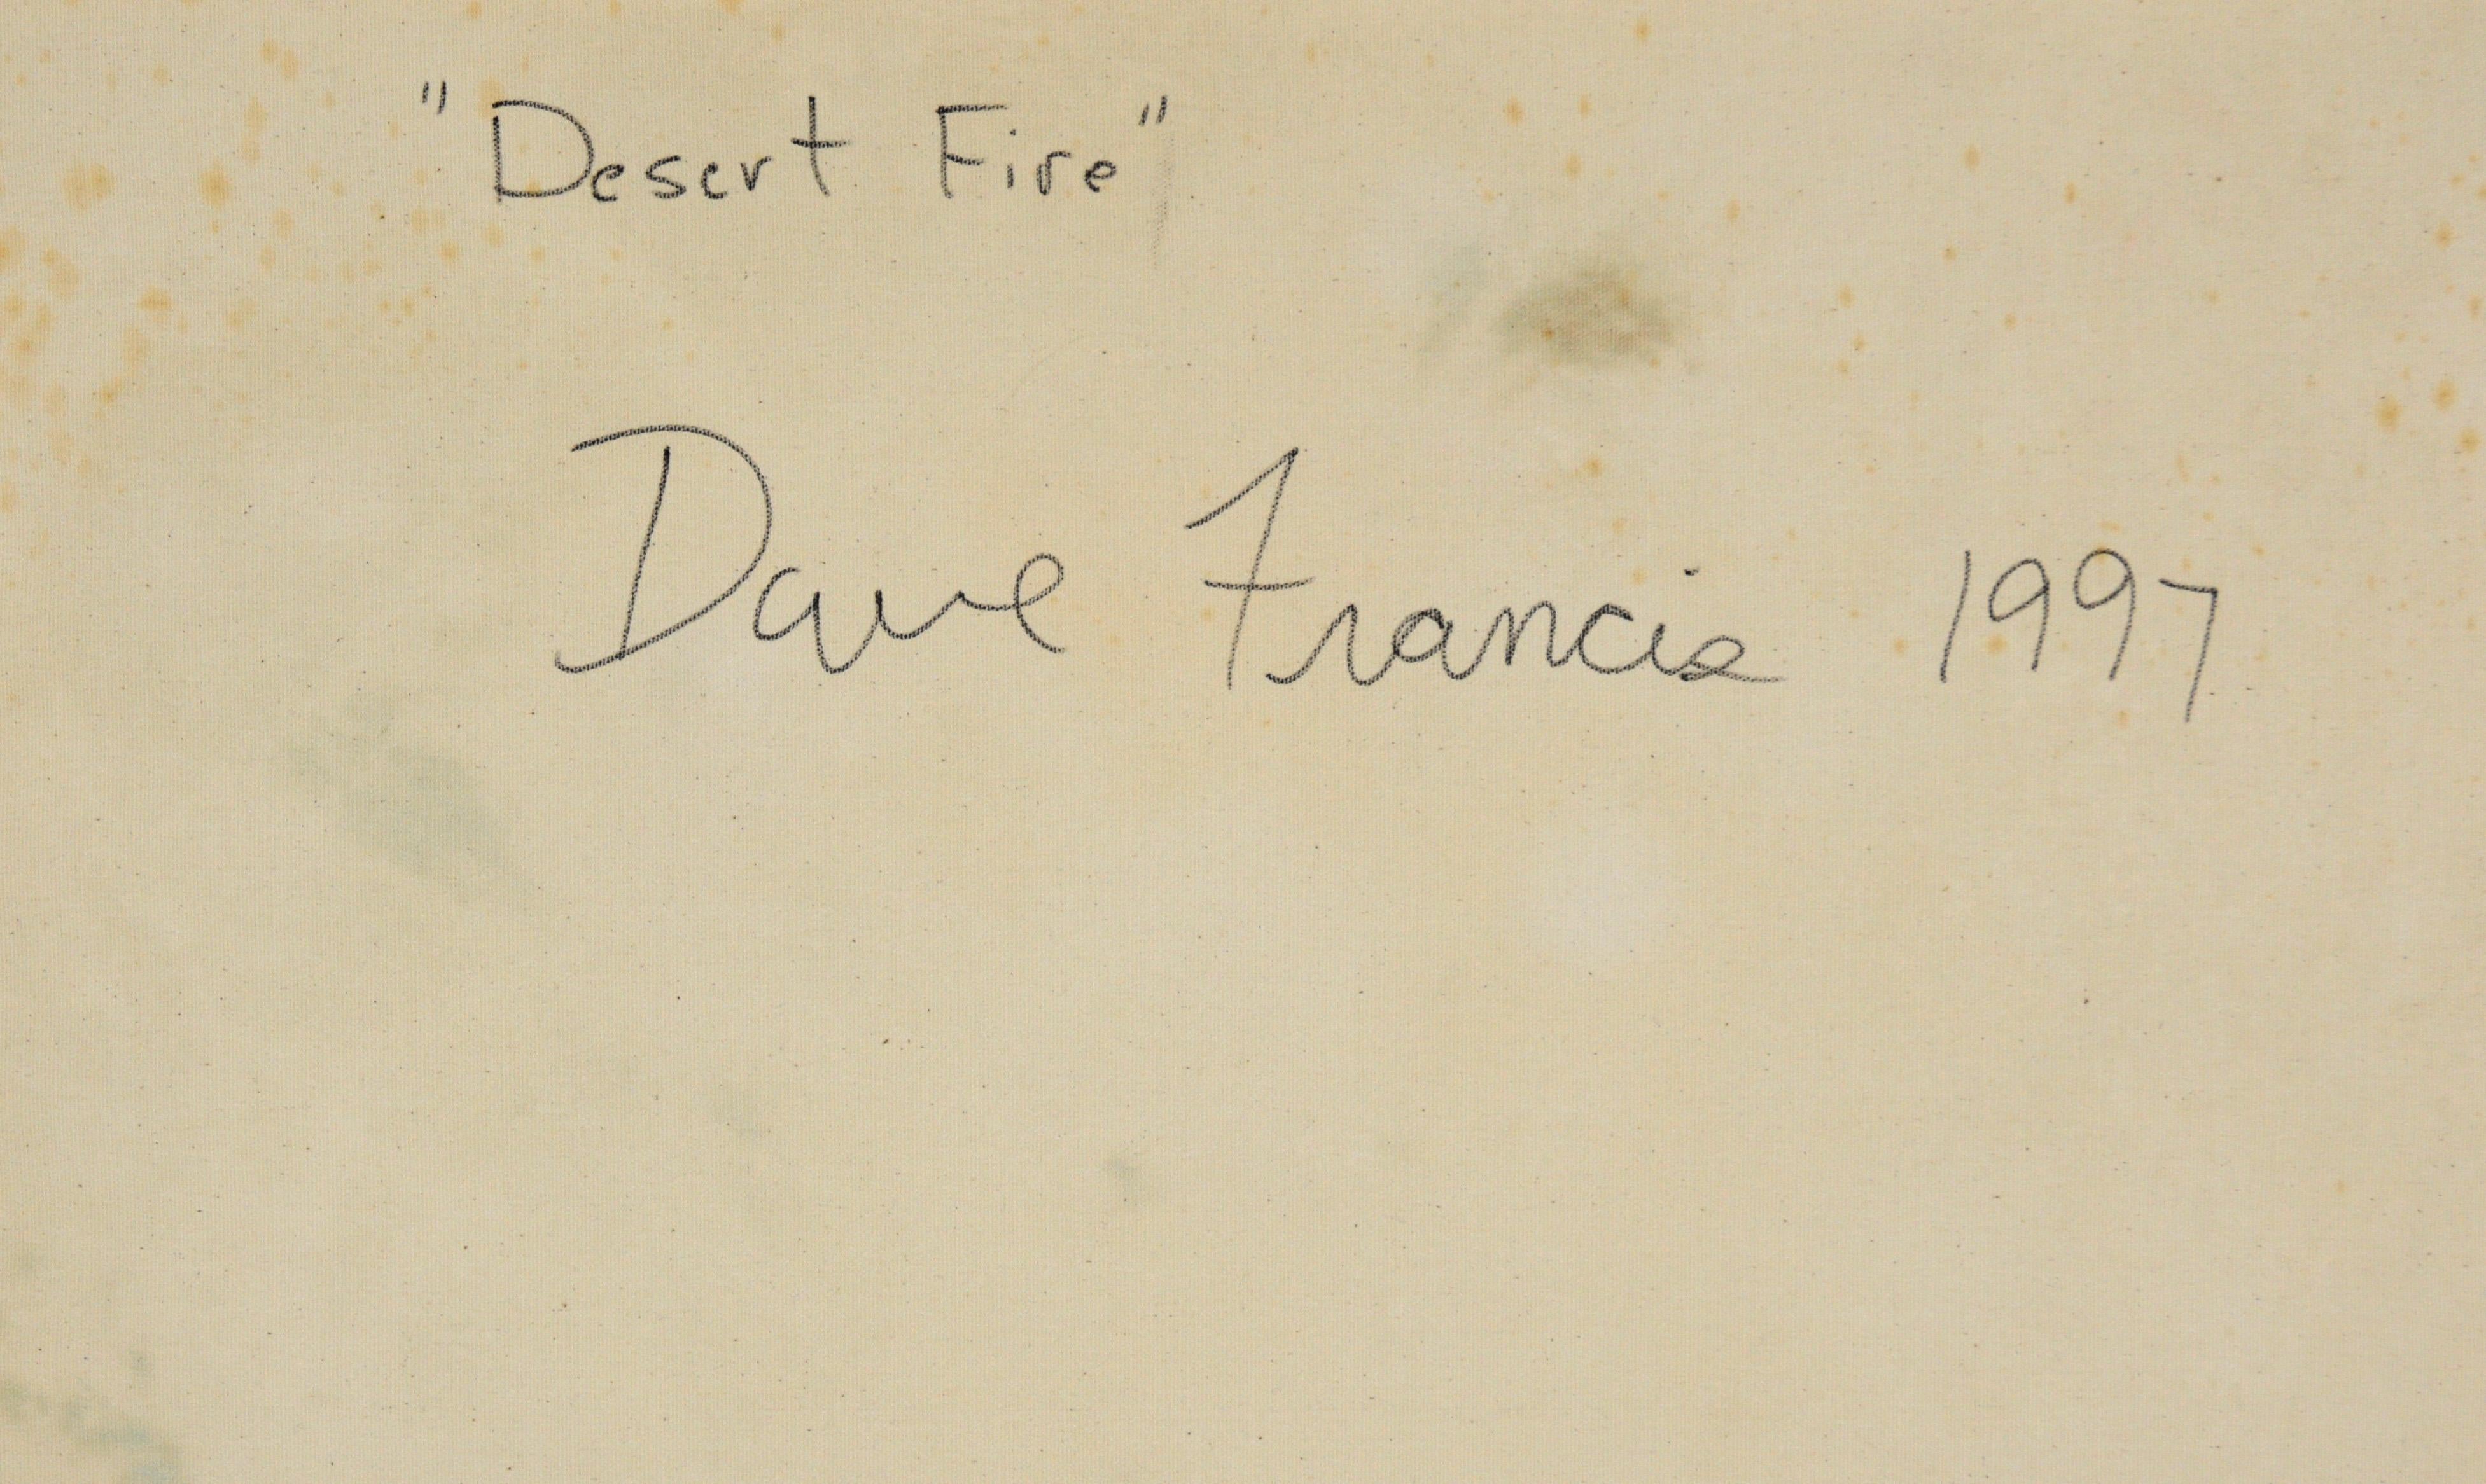 "Desert Fire"
Dave Francis 1997